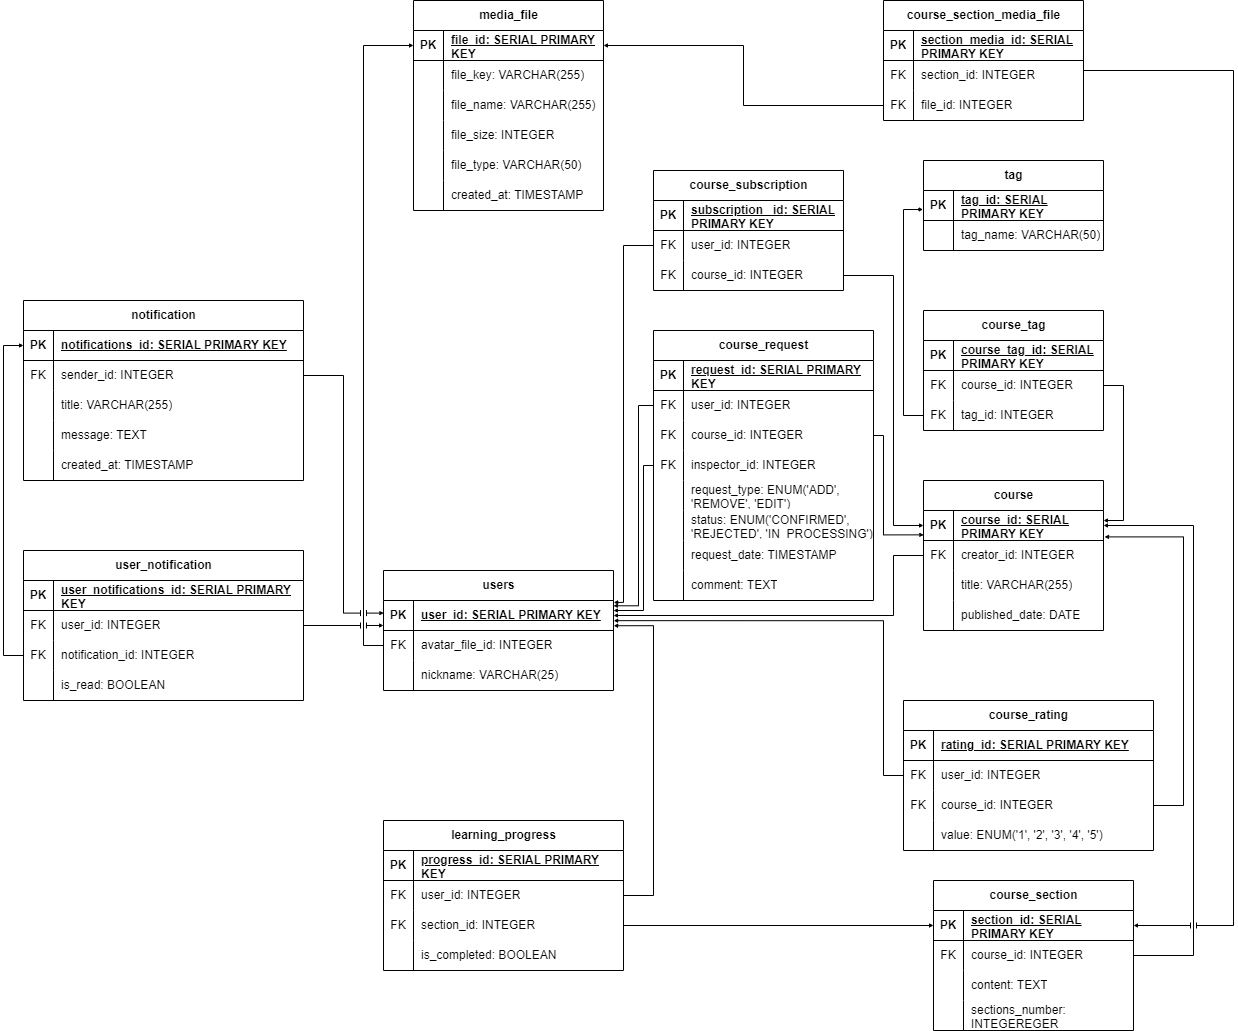 media_file
PK
file_id: SERIAL PRIMARY
KEY
file_key: VARCHAR(255)
file_name: VARCHAR(255)
file_size: INTEGER
file_type: VARCHAR(50)
created_at: TIMESTAMP
course_section_media_file
PK
section_media_id: SERIAL
PRIMARY KEY
FK
section_id: INTEGER
FK
file_id: INTEGER
course_subscription
PK
subscription_id: SERIAL
PRIMARY KEY
FK
user_id: INTEGER
FK
course_id: INTEGER
tag
PK
tag_id: SERIAL
PRIMARY KEY
tag_name: VARCHAR(50)
notification
PK
notifications_id: SERIAL PRIMARY KEY
FK
sender_id: INTEGER
title: VARCHAR(255)
message: TEXT
created_at: TIMESTAMP
course_request
PK
request_id: SERIAL PRIMARY
KEY
FK
user_id: INTEGER
FK
course_id: INTEGER
FK
inspector_id: INTEGER
request_type: ENUM('ADD',
'REMOVE', 'EDIT')
status: ENUM('CONFIRMED',
'REJECTED', 'IN PROCESSING')
request_date: TIMESTAMP
comment: TEXT
course_tag
PK
course_tag_id: SERIAL
PRIMARY KEY
FK
course_id: INTEGER
FK
tag_id: INTEGER
course
PK
course_id: SERIAL
PRIMARY KEY
FK
creator_id: INTEGER
title: VARCHAR(255)
published_date: DATE
user_notification
PK
user_notifications_id: SERIAL PRIMARY
KEY
FK
user_id: INTEGER
FK
notification_id: INTEGER
is_read: BOOLEAN
users
PK
user_id: SERIAL PRIMARY KEY
FK
avatar_file_id: INTEGER
nickname: VARCHAR(25)
course_rating
PK
rating_id: SERIAL PRIMARY KEY
FK
user_id: INTEGER
FK
course_id: INTEGER
value: ENUM('1', '2', '3', '4', '5')
learning_progress
PK
progress_id: SERIAL PRIMARY
KEY
FK
user_id: INTEGER
FK
section_id: INTEGER
is_completed: BOOLEAN
course_section
PK
section_id: SERIAL
PRIMARY KEY
FK
course_id: INTEGER
content: TEXT
sections_number:
INTEGEREGER